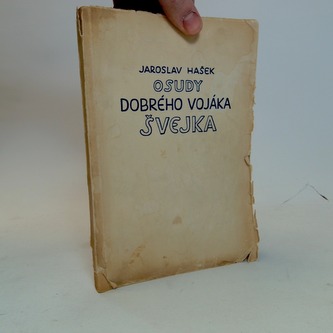 JAROSLAV HAŠEK
OSUDY
DOBRÉHO VOJÁKA
ŠVEJKA